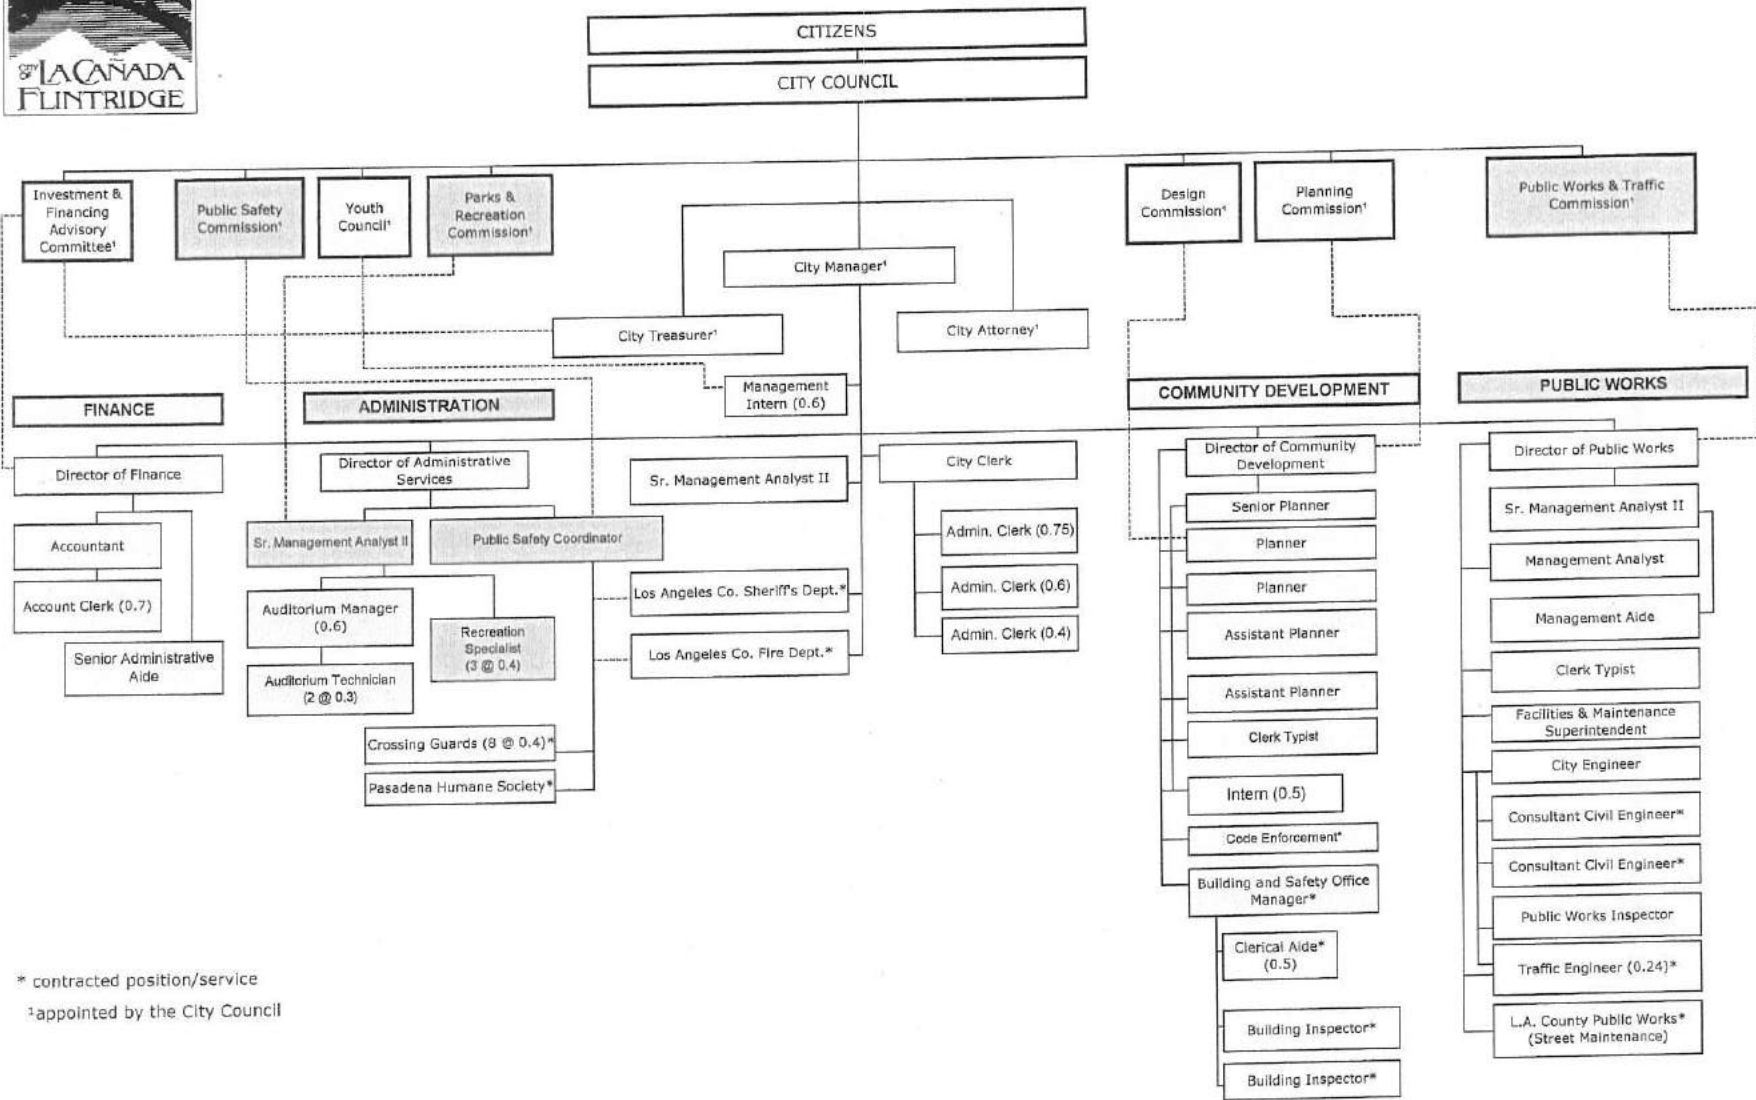 CITY OF
LA CAÑADA
FLINTRIDGE
CITIZENS
CITY COUNCIL
Investment &
Financing
Advisory
Committee¹
Public Safety
Commission¹
Youth
Council¹
Parks &
Recreation
Commission¹
Design
Commission¹
Planning
Commission¹
Public Works & Traffic
Commission¹
City Manager¹
City Treasurer¹
City Attorney¹
Management
Intern (0.6)
FINANCE
ADMINISTRATION
COMMUNITY DEVELOPMENT
PUBLIC WORKS
Director of Finance
Accountant
Account Clerk (0.7)
Senior Administrative
Aide
Director of Administrative
Services
Sr. Management Analyst II
Public Safety Coordinator
Auditorium Manager
(0.6)
Auditorium Technician
(2 @ 0.3)
Recreation
Specialist
(3 @ 0.4)
Crossing Guards (8 @ 0.4)*
Pasadena Humane Society*
Sr. Management Analyst II
Los Angeles Co. Sheriff's Dept.*
Los Angeles Co. Fire Dept.*
City Clerk
Admin. Clerk (0.75)
Admin. Clerk (0.6)
Admin. Clerk (0.4)
Director of Community
Development
Senior Planner
Planner
Planner
Assistant Planner
Assistant Planner
Clerk Typist
Intern (0.5)
Code Enforcement*
Building and Safety Office
Manager*
Clerical Aide*
(0.5)
Building Inspector*
Building Inspector*
Director of Public Works
Sr. Management Analyst II
Management Analyst
Management Aide
Clerk Typist
Facilities & Maintenance
Superintendent
City Engineer
Consultant Civil Engineer*
Consultant Civil Engineer*
Public Works Inspector
Traffic Engineer (0.24)*
L.A. County Public Works*
(Street Maintenance)
* contracted position/service
¹appointed by the City Council